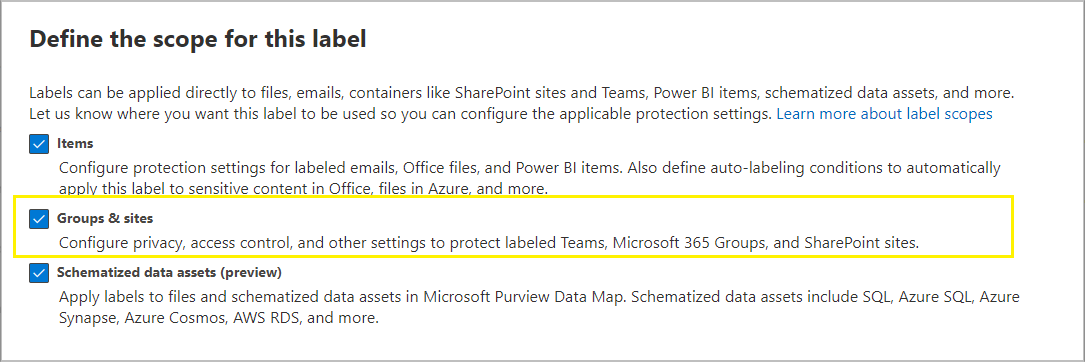 Define the scope for this label
Labels can be applied directly to files, emails, containers like SharePoint sites and Teams, Power BI items, schematized data assets, and more.
Let us know where you want this label to be used so you can configure the applicable protection settings. Learn more about label scopes
Items
Configure protection settings for labeled emails, Office files, and Power BI items. Also define auto-labeling conditions to automatically
apply this label to sensitive content in Office, files in Azure, and more.
Groups & sites
Configure privacy, access control, and other settings to protect labeled Teams, Microsoft 365 Groups, and SharePoint sites.
Schematized data assets (preview)
Apply labels to files and schematized data assets in Microsoft Purview Data Map. Schematized data assets include SQL, Azure SQL, Azure
Synapse, Azure Cosmos, AWS RDS, and more.